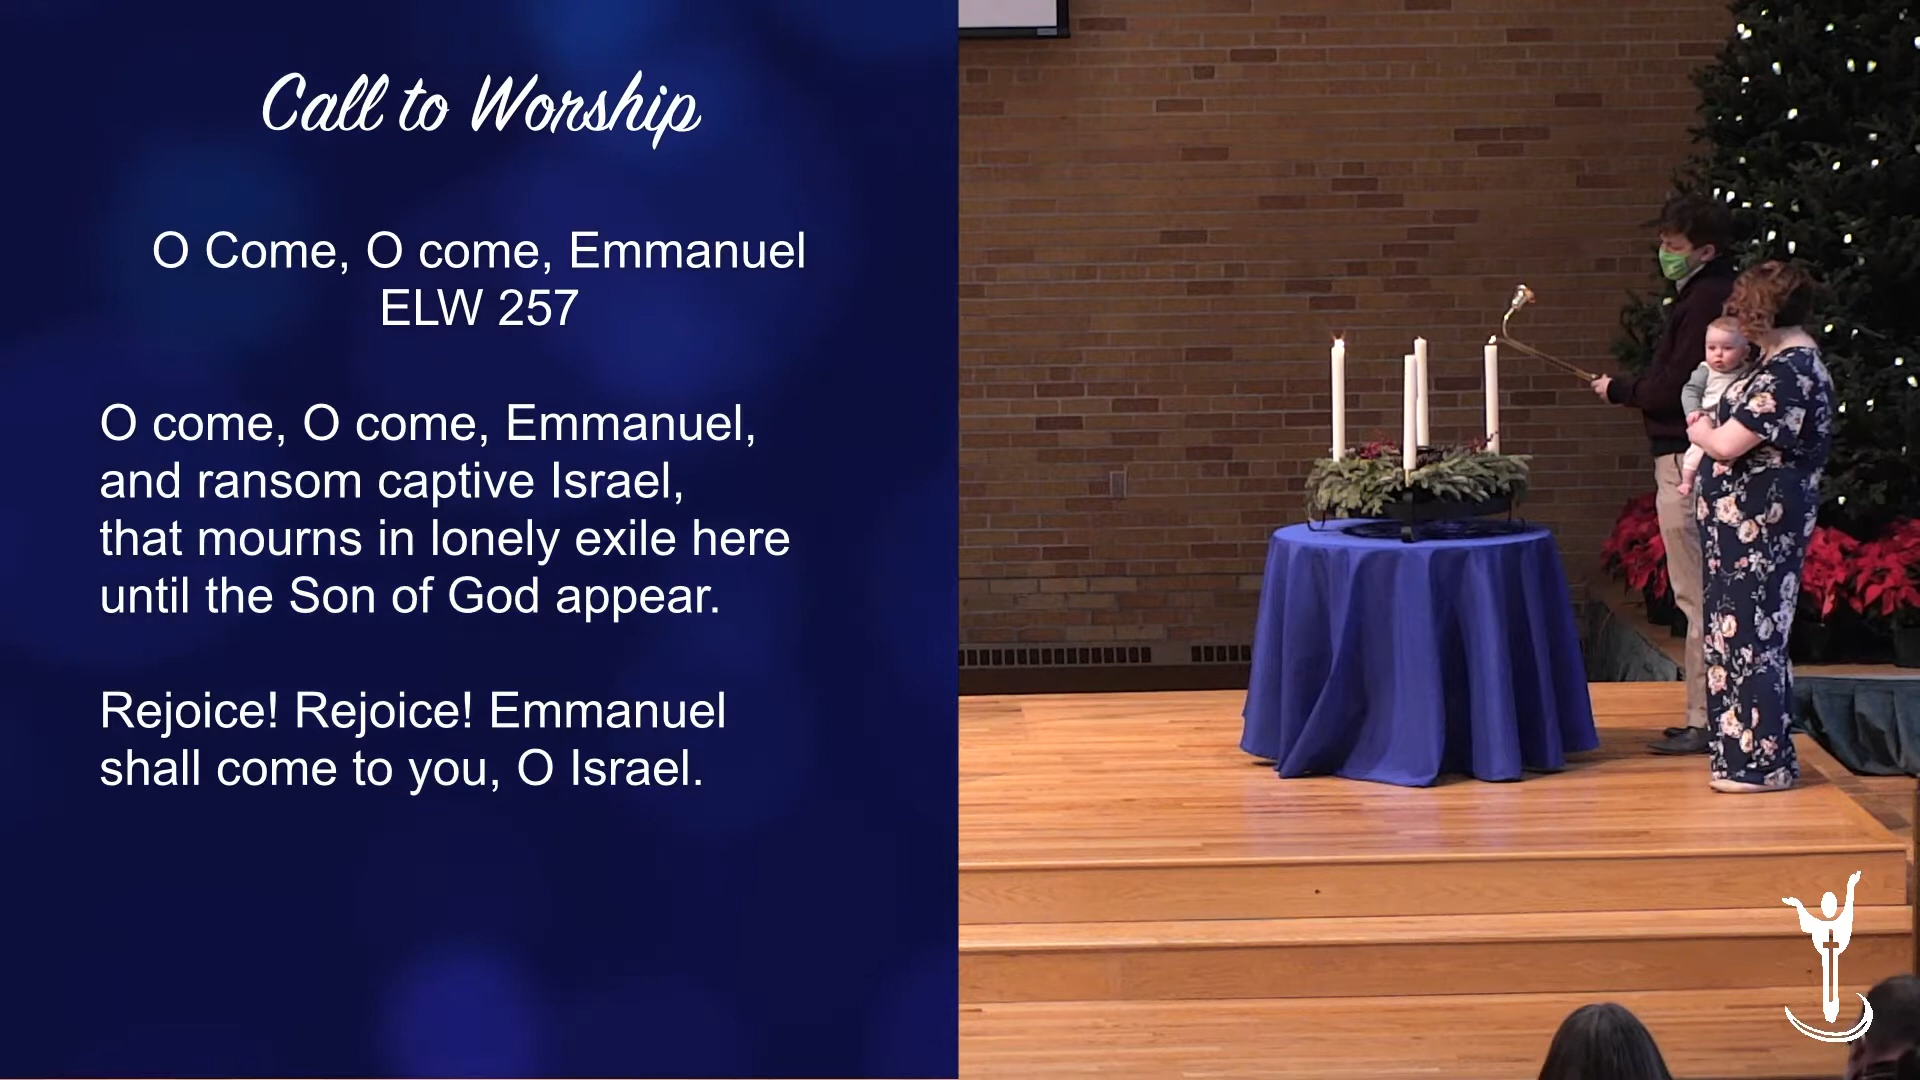 Call to Worship
O Come, O come, Emmanuel
ELW 257
O come, O come, Emmanuel,
and ransom captive Israel,
that mourns in lonely exile here
until the Son of God appear.
Rejoice! Rejoice! Emmanuel
shall come to you, O Israel.